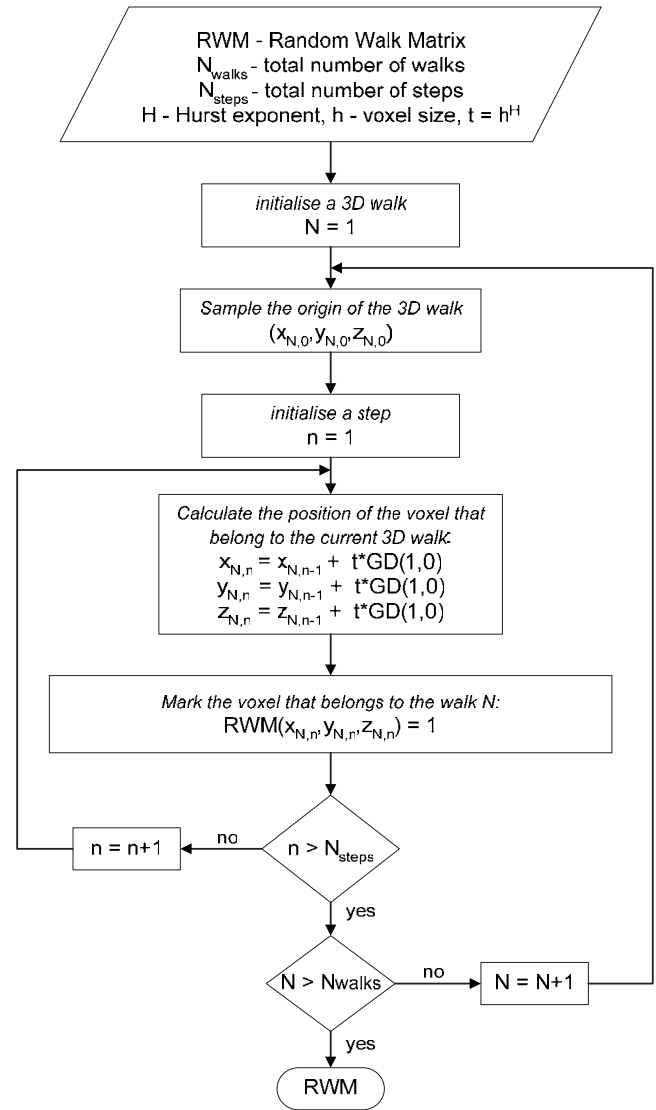 RWM - Random Walk Matrix
N_walks - total number of walks
N_steps - total number of steps
H - Hurst exponent, h - voxel size, t = h^H
initialise a 3D walk
N = 1
Sample the origin of the 3D walk
(x_N,0,y_N,0,z_N,0)
initialise a step
n = 1
Calculate the position of the voxel that
belong to the current 3D walk:
x_N,n = x_N,n-1 + t*GD(1,0)
y_N,n = y_N,n-1 + t*GD(1,0)
z_N,n = z_N,n-1 + t*GD(1,0)
Mark the voxel that belongs to the walk N:
RWM(x_N,n,y_N,n,z_N,n) = 1
n = n+1
no
n > N_steps
yes
N > Nwalks
no
N = N+1
yes
RWM